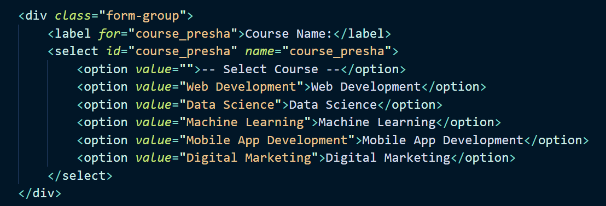 <div class="form-group">
    <label for="course_presha">Course Name:</label>
    <select id="course_presha" name="course_presha">
        <option value="">-- Select Course --</option>
        <option value="Web Development">Web Development</option>
        <option value="Data Science">Data Science</option>
        <option value="Machine Learning">Machine Learning</option>
        <option value="Mobile App Development">Mobile App Development</option>
        <option value="Digital Marketing">Digital Marketing</option>
    </select>
</div>